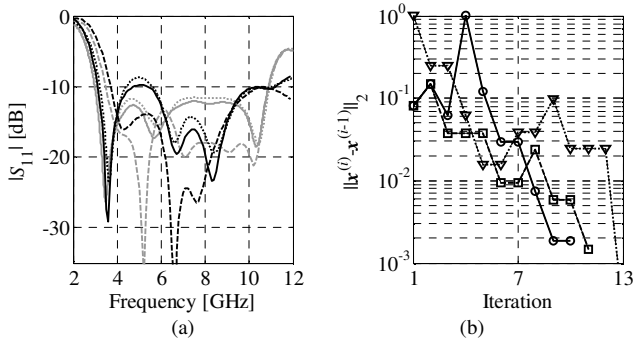 0
-10
-20
-30
|S11| [dB]
2 4 6 8 10 12
Frequency [GHz]
(a)
10^0
10^-1
10^-2
10^-3
||x^(i)-x^(i-1)||2
1 7 13
Iteration
(b)